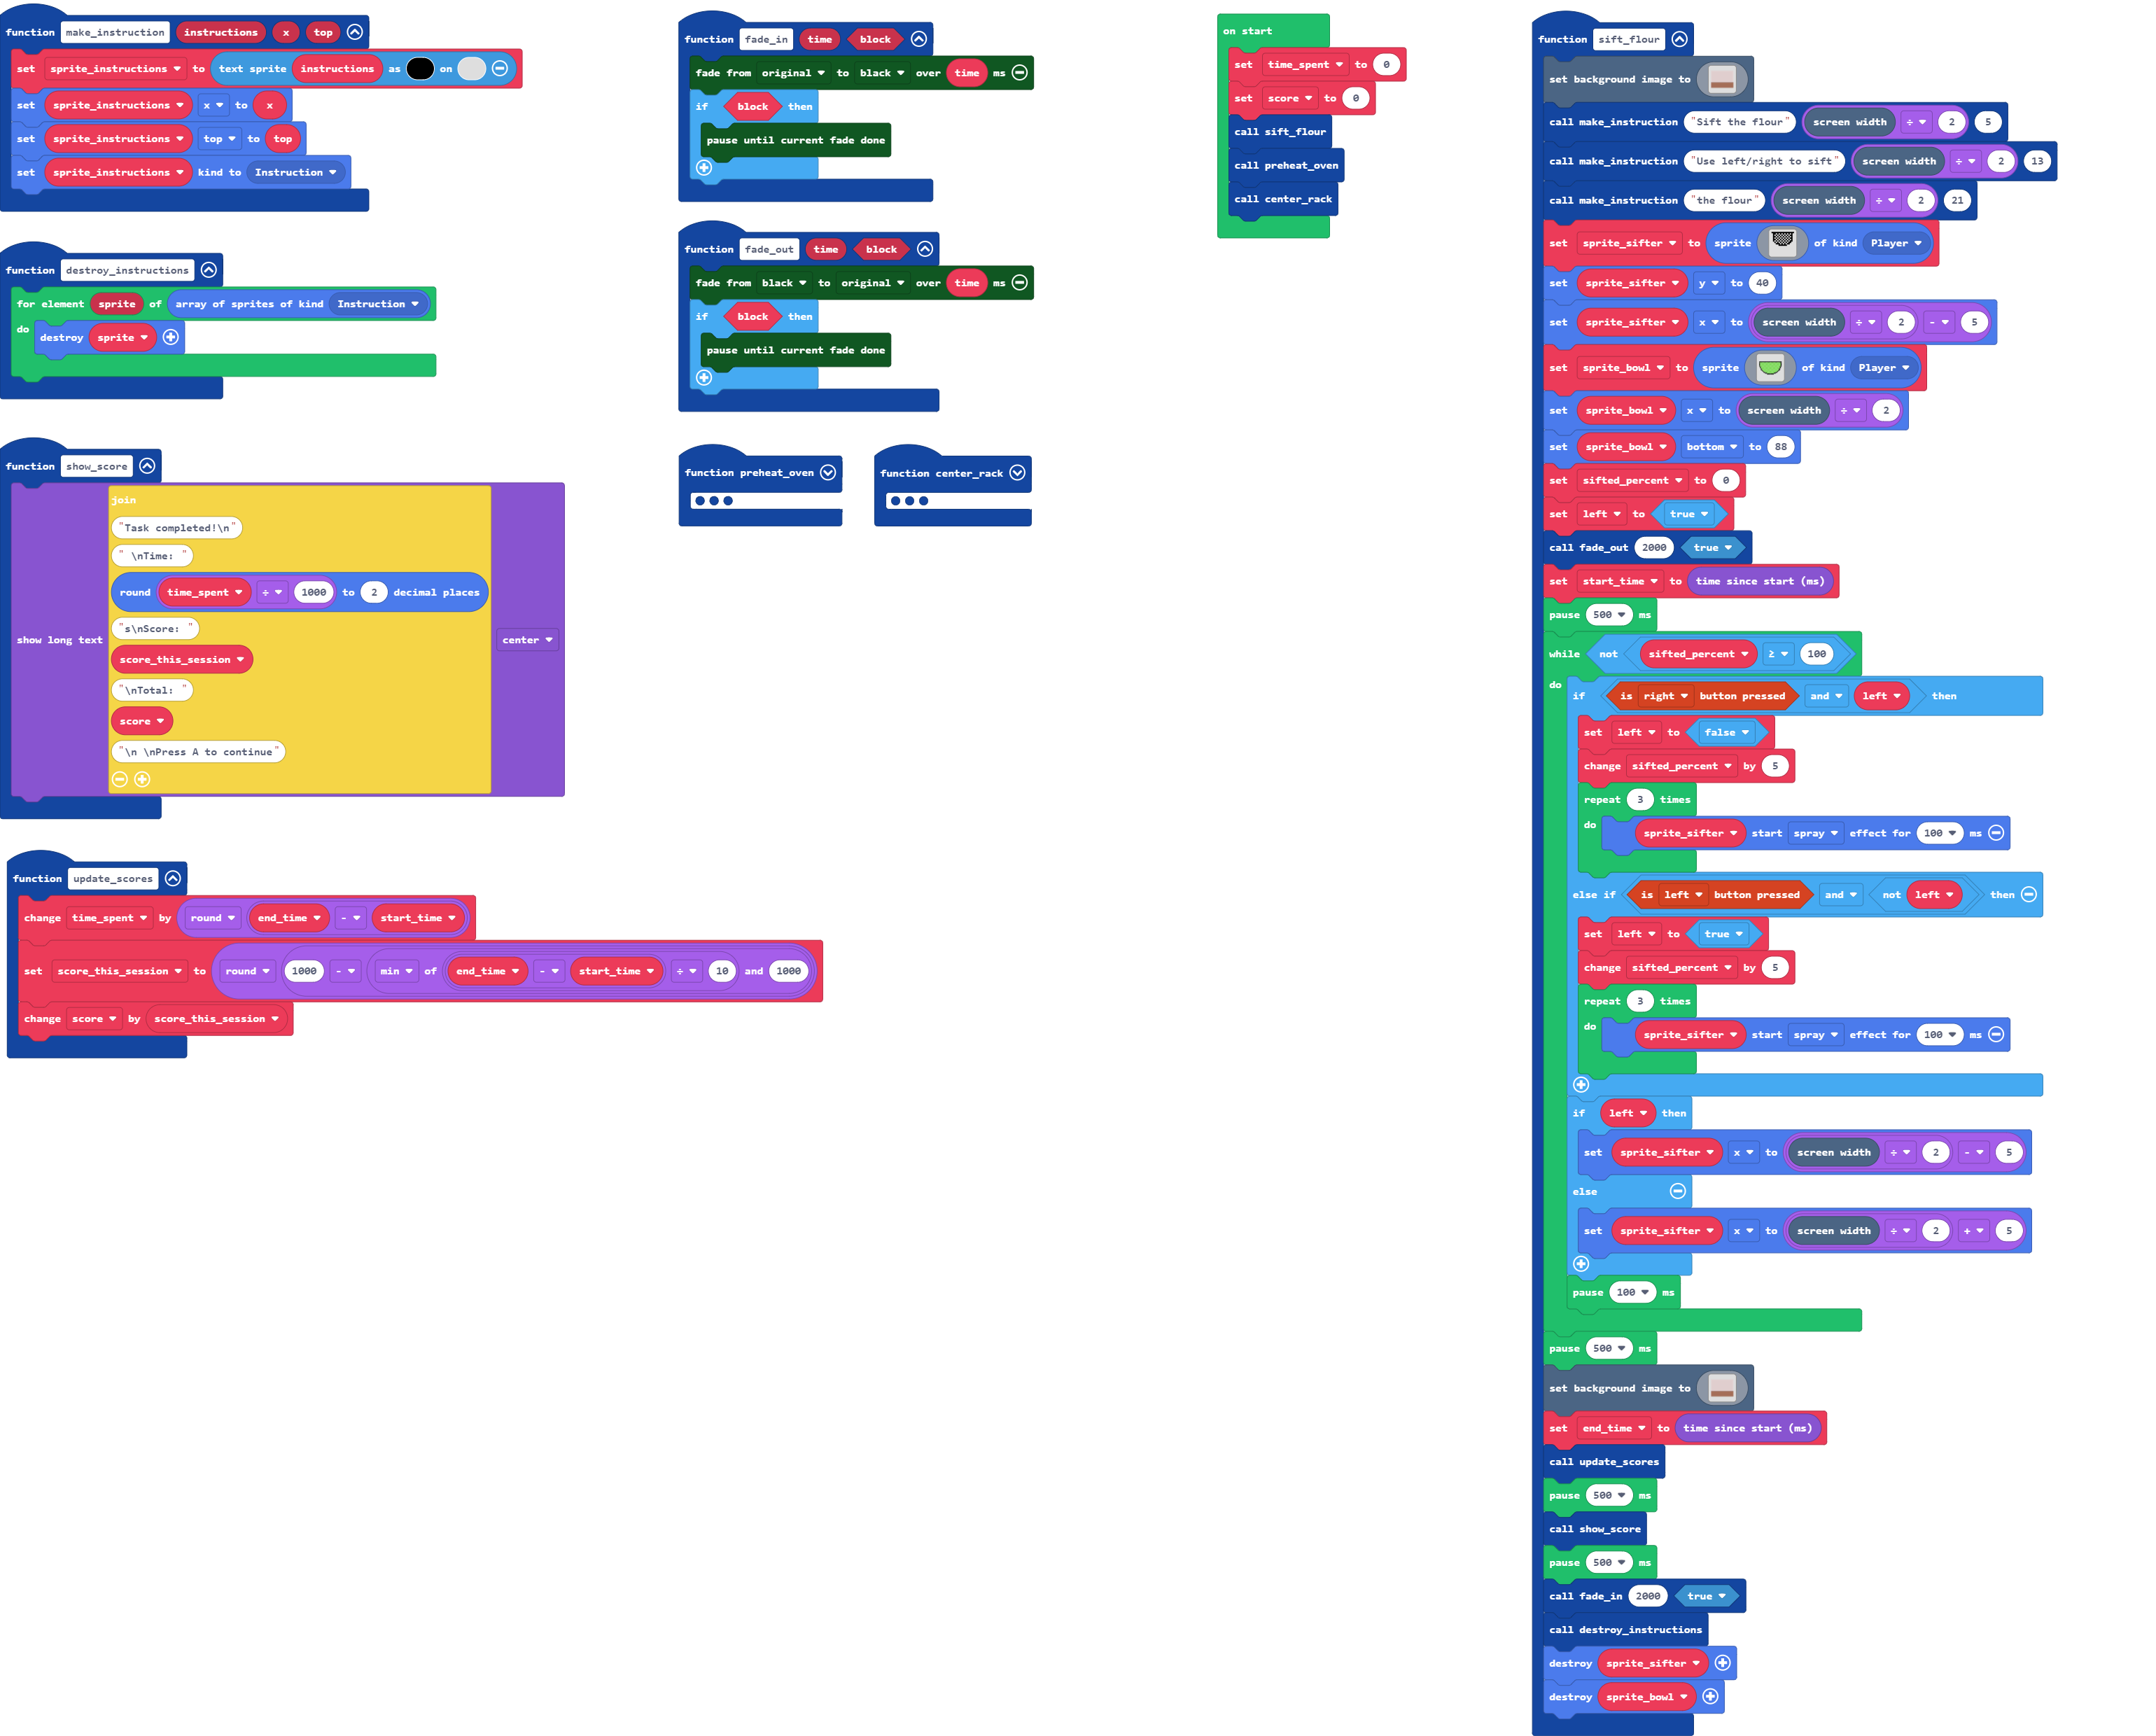 function make_instruction instructions x top
set sprite_instructions to text sprite instructions as on
set sprite_instructions x to x
set sprite_instructions top to top
set sprite_instructions kind to Instruction
function destroy_instructions
for element sprite of array of sprites of kind Instruction
do
destroy sprite
function show_score
show long text
join
"Task completed!\n"
" \nTime: "
round time_spent ÷ 1000 to 2 decimal places
"s\nScore: "
score_this_session
"\nTotal: "
score
"\n \nPress A to continue"
center
function update_scores
change time_spent by round end_time - start_time
set score_this_session to round 1000 - min of end_time - start_time ÷ 10 and 1000
change score by score_this_session
function fade_in time block
fade from original to black over time ms
if block then
pause until current fade done
function fade_out time block
fade from black to original over time ms
if block then
pause until current fade done
function preheat_oven
function center_rack
on start
set time_spent to 0
set score to 0
call sift_flour
call preheat_oven
call center_rack
function sift_flour
set background image to
call make_instruction "Sift the flour" screen width ÷ 2 5
call make_instruction "Use left/right to sift" screen width ÷ 2 13
call make_instruction "the flour" screen width ÷ 2 21
set sprite_sifter to sprite of kind Player
set sprite_sifter y to 40
set sprite_sifter x to screen width ÷ 2 - 5
set sprite_bowl to sprite of kind Player
set sprite_bowl x to screen width ÷ 2
set sprite_bowl bottom to 88
set sifted_percent to 0
set left to true
call fade_out 2000 true
set start_time to time since start (ms)
pause 500 ms
while not sifted_percent ≥ 100
do
if is right button pressed and left then
set left to false
change sifted_percent by 5
repeat 3 times
do sprite_sifter start spray effect for 100 ms
else if is left button pressed and not left then
set left to true
change sifted_percent by 5
repeat 3 times
do sprite_sifter start spray effect for 100 ms
if left then
set sprite_sifter x to screen width ÷ 2 - 5
else
set sprite_sifter x to screen width ÷ 2 + 5
pause 100 ms
pause 500 ms
set background image to
set end_time to time since start (ms)
call update_scores
pause 500 ms
call show_score
pause 500 ms
call fade_in 2000 true
call destroy_instructions
destroy sprite_sifter
destroy sprite_bowl